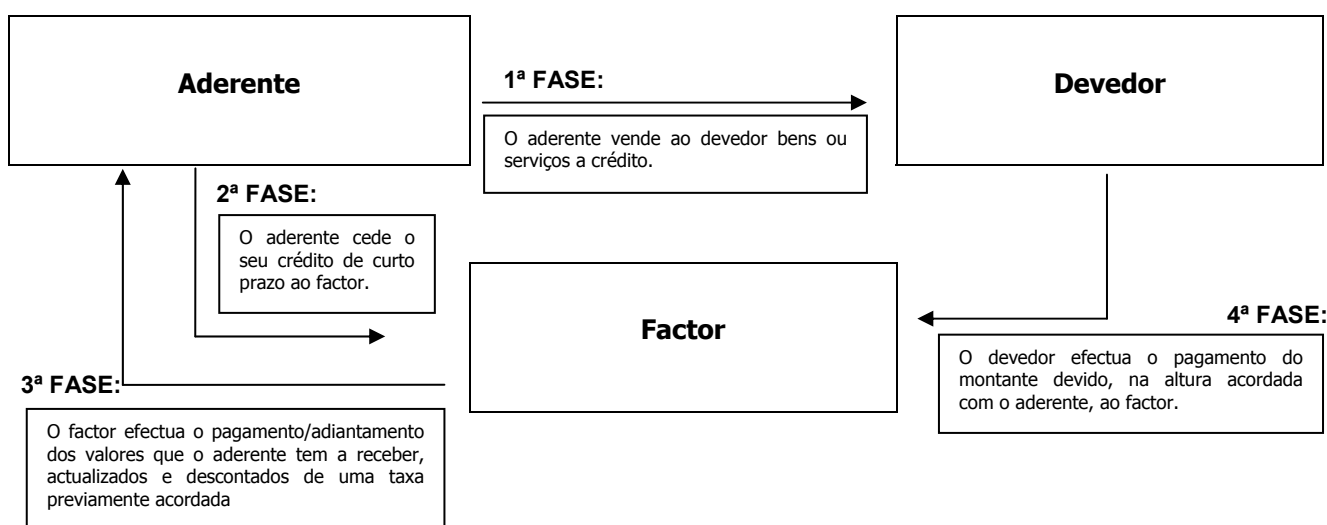 Aderente
1ª FASE:
O aderente vende ao devedor bens ou
serviços a crédito.
Devedor
2ª FASE:
O aderente cede o
seu crédito de curto
prazo ao factor.
Factor
3ª FASE:
O factor efectua o pagamento/adiantamento
dos valores que o aderente tem a receber,
actualizados e descontados de uma taxa
previamente acordada
4ª FASE:
O devedor efectua o pagamento do
montante devido, na altura acordada
com o aderente, ao factor.